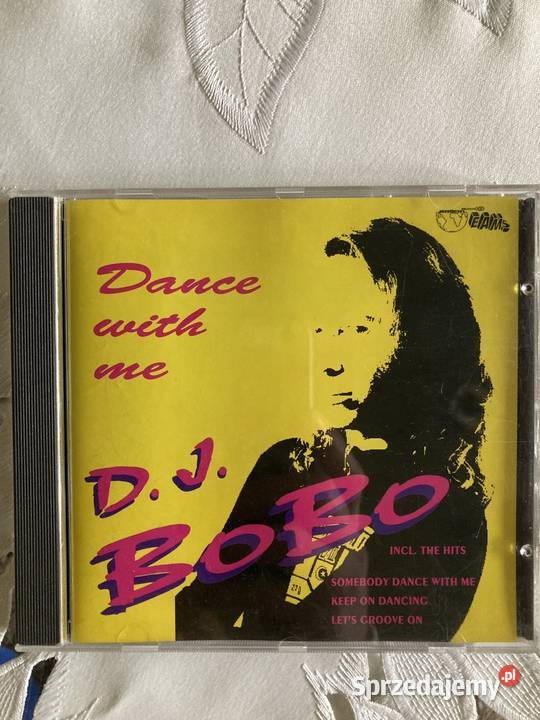 Dance
with
me
D.J.
BOBO
INCL. THE HITS
SOMEBODY DANCE WITH ME
KEEP ON DANCING
LET'S GROOVE ON
Sprzedajemy.pl